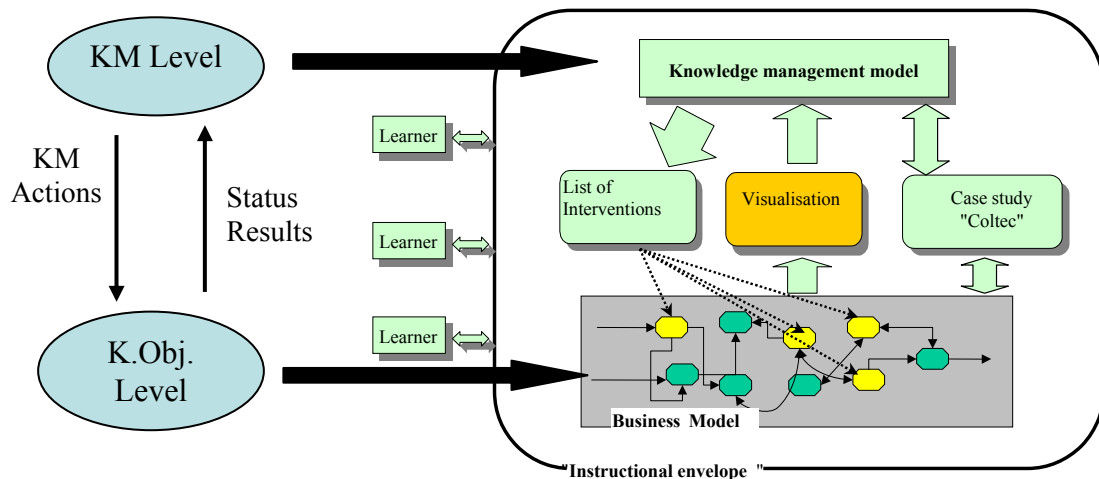 KM Level
KM
Actions
Status
Results
K.Obj.
Level
Learner
Learner
Learner
Knowledge management model
List of
Interventions
Visualisation
Case study
"Coltec"
Business Model
"Instructional envelope "